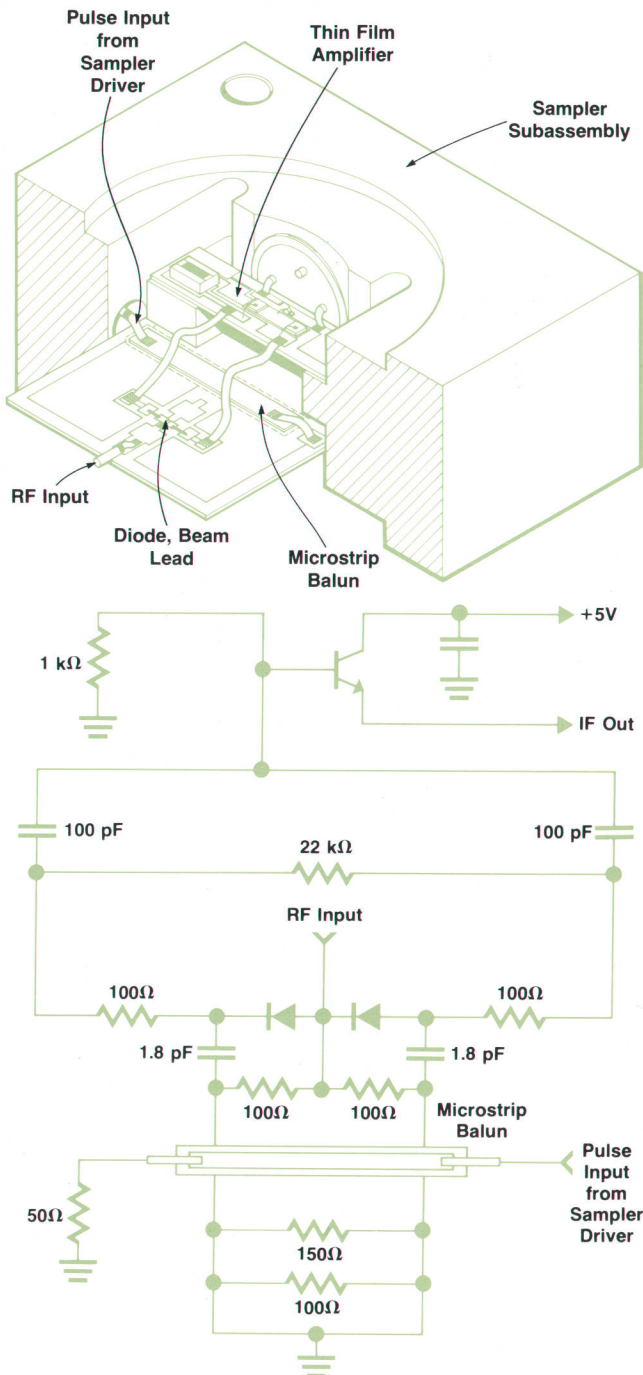 Pulse Input
from
Sampler
Driver
Thin Film
Amplifier
Sampler
Subassembly
RF Input
Diode, Beam
Lead
Microstrip
Balun
+5V
1 kΩ
IF Out
100 pF
100 pF
22 kΩ
RF Input
100Ω
100Ω
1.8 pF
1.8 pF
100Ω
100Ω
Microstrip
Balun
Pulse
Input
from
Sampler
Driver
50Ω
150Ω
100Ω